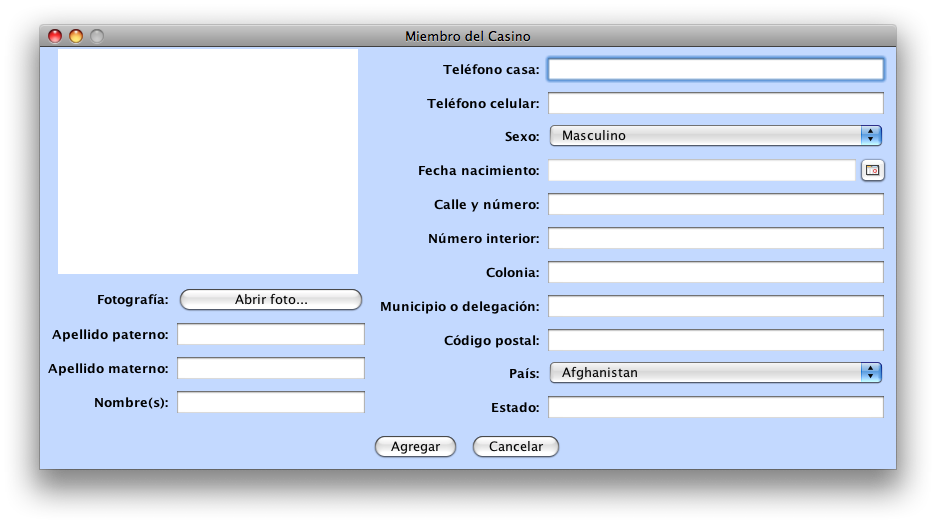 Miembro del Casino
Fotografía: Abrir foto...
Apellido paterno:
Apellido materno:
Nombre(s):
Teléfono casa:
Teléfono celular:
Sexo: Masculino
Fecha nacimiento:
Calle y número:
Número interior:
Colonia:
Municipio o delegación:
Código postal:
País: Afghanistan
Estado:
Agregar Cancelar